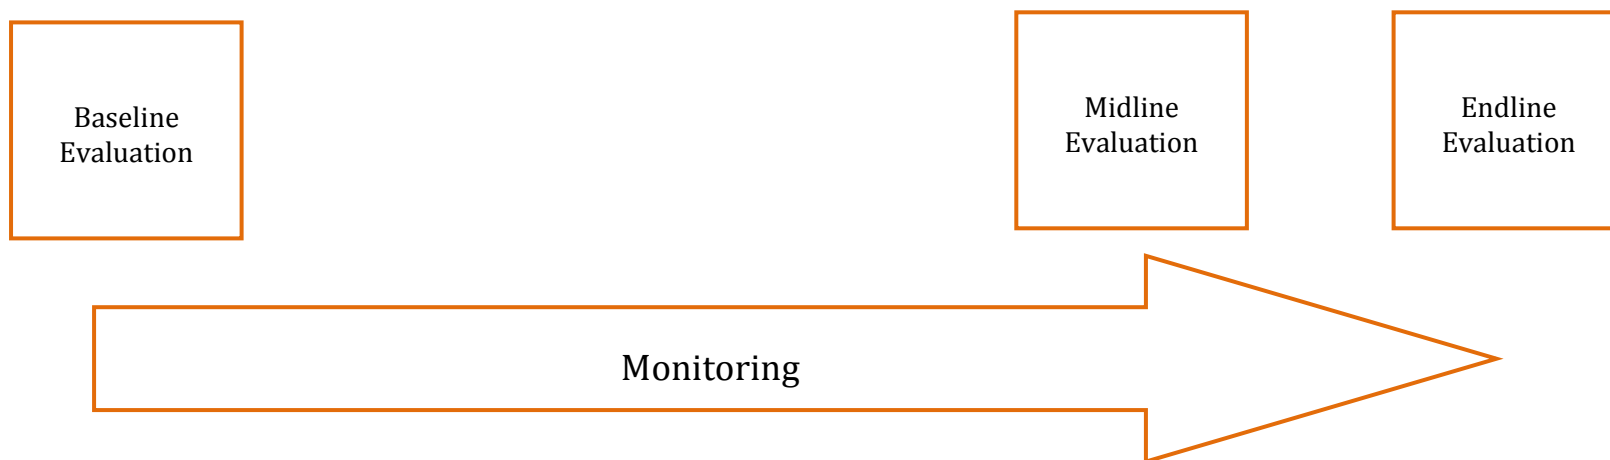 Baseline
Evaluation
Midline
Evaluation
Endline
Evaluation
Monitoring